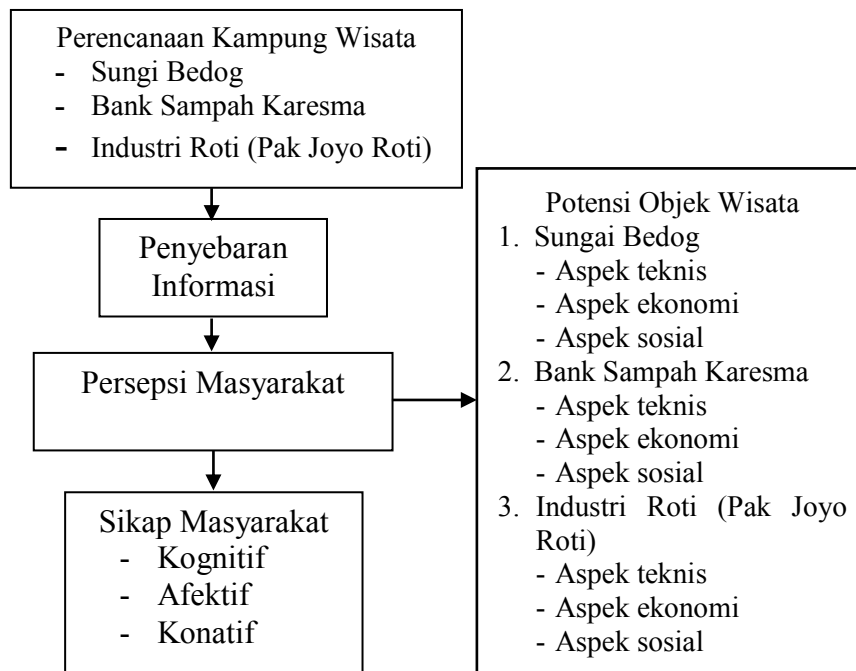 Perencanaan Kampung Wisata
- Sungi Bedog
- Bank Sampah Karesma
- Industri Roti (Pak Joyo Roti)
Penyebaran
Informasi
Persepsi Masyarakat
Sikap Masyarakat
- Kognitif
- Afektif
- Konatif
Potensi Objek Wisata
1. Sungai Bedog
- Aspek teknis
- Aspek ekonomi
- Aspek sosial
2. Bank Sampah Karesma
- Aspek teknis
- Aspek ekonomi
- Aspek sosial
3. Industri Roti (Pak Joyo
Roti)
- Aspek teknis
- Aspek ekonomi
- Aspek sosial